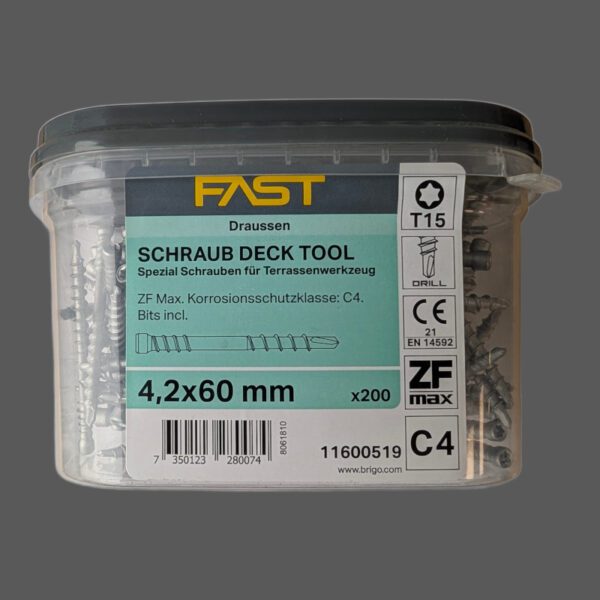 FAST
Draussen
SCHRAUB DECK TOOL
Spezial Schrauben für Terrassenwerkzeug
ZF Max. Korrosionsschutzklasse: C4.
Bits incl.
4,2x60 mm x200
7 350123 280074
8061810
11600519
www.brigo.com
T15
DRILL
CE
21
EN 14592
ZF
max
C4